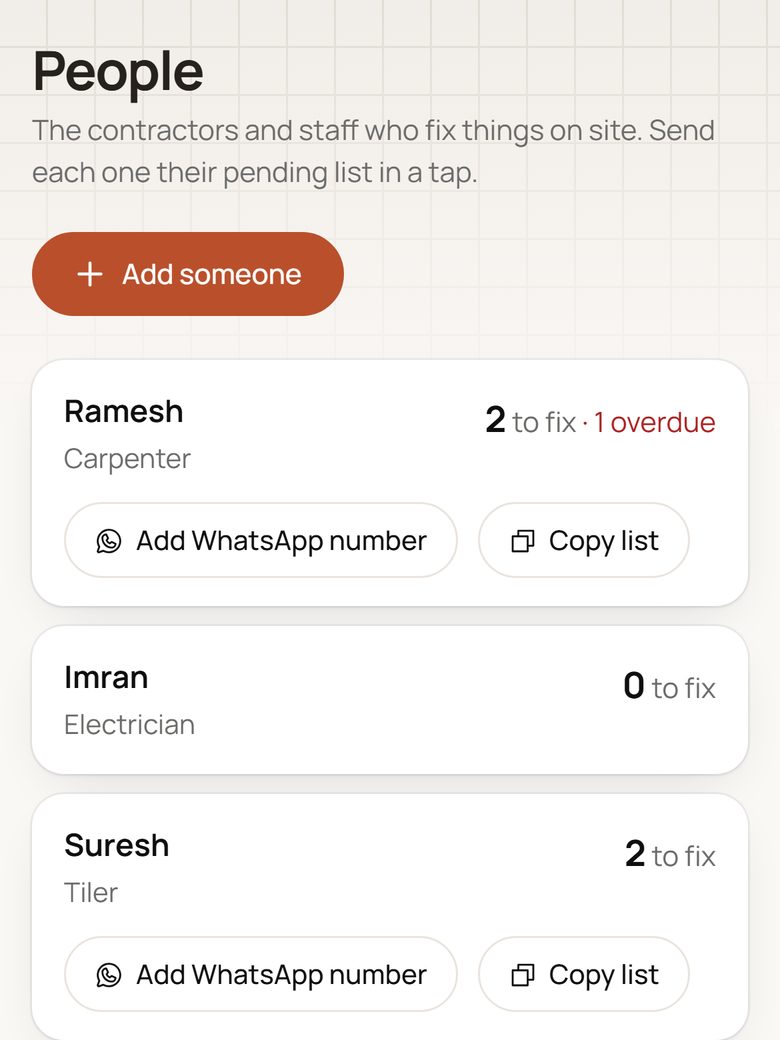 People
The contractors and staff who fix things on site. Send
each one their pending list in a tap.
Add someone
Ramesh
2 to fix · 1 overdue
Carpenter
Add WhatsApp number
Copy list
Imran
0 to fix
Electrician
Suresh
2 to fix
Tiler
Add WhatsApp number
Copy list